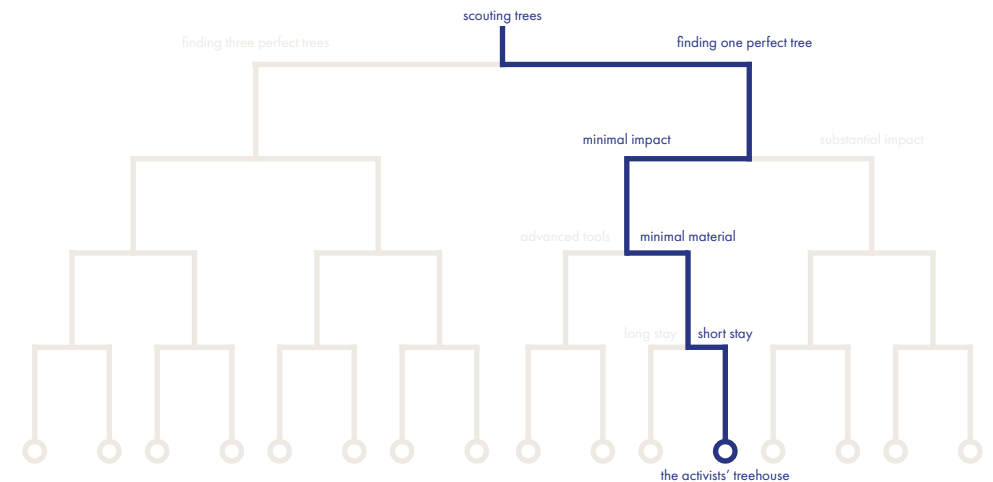 scouting trees
finding three perfect trees
finding one perfect tree
minimal impact
substantial impact
advanced tools
minimal material
long stay
short stay
the activists’ treehouse